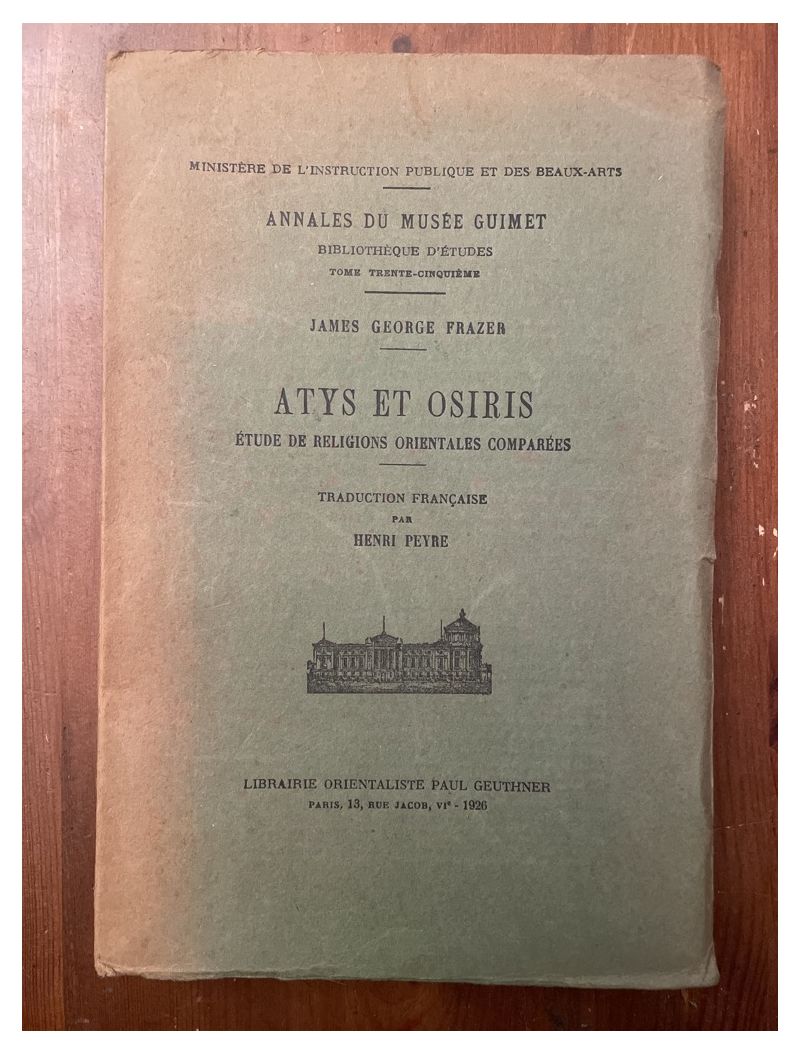 MINISTÈRE DE L'INSTRUCTION PUBLIQUE ET DES BEAUX-ARTS
ANNALES DU MUSÉE GUIMET
BIBLIOTHÈQUE D'ÉTUDES
TOME TRENTE-CINQUIÈME
JAMES GEORGE FRAZER
ATYS ET OSIRIS
ÉTUDE DE RELIGIONS ORIENTALES COMPARÉES
TRADUCTION FRANÇAISE
PAR
HENRI PEYRE
LIBRAIRIE ORIENTALISTE PAUL GEUTHNER
PARIS, 13, RUE JACOB, VIᵉ - 1926